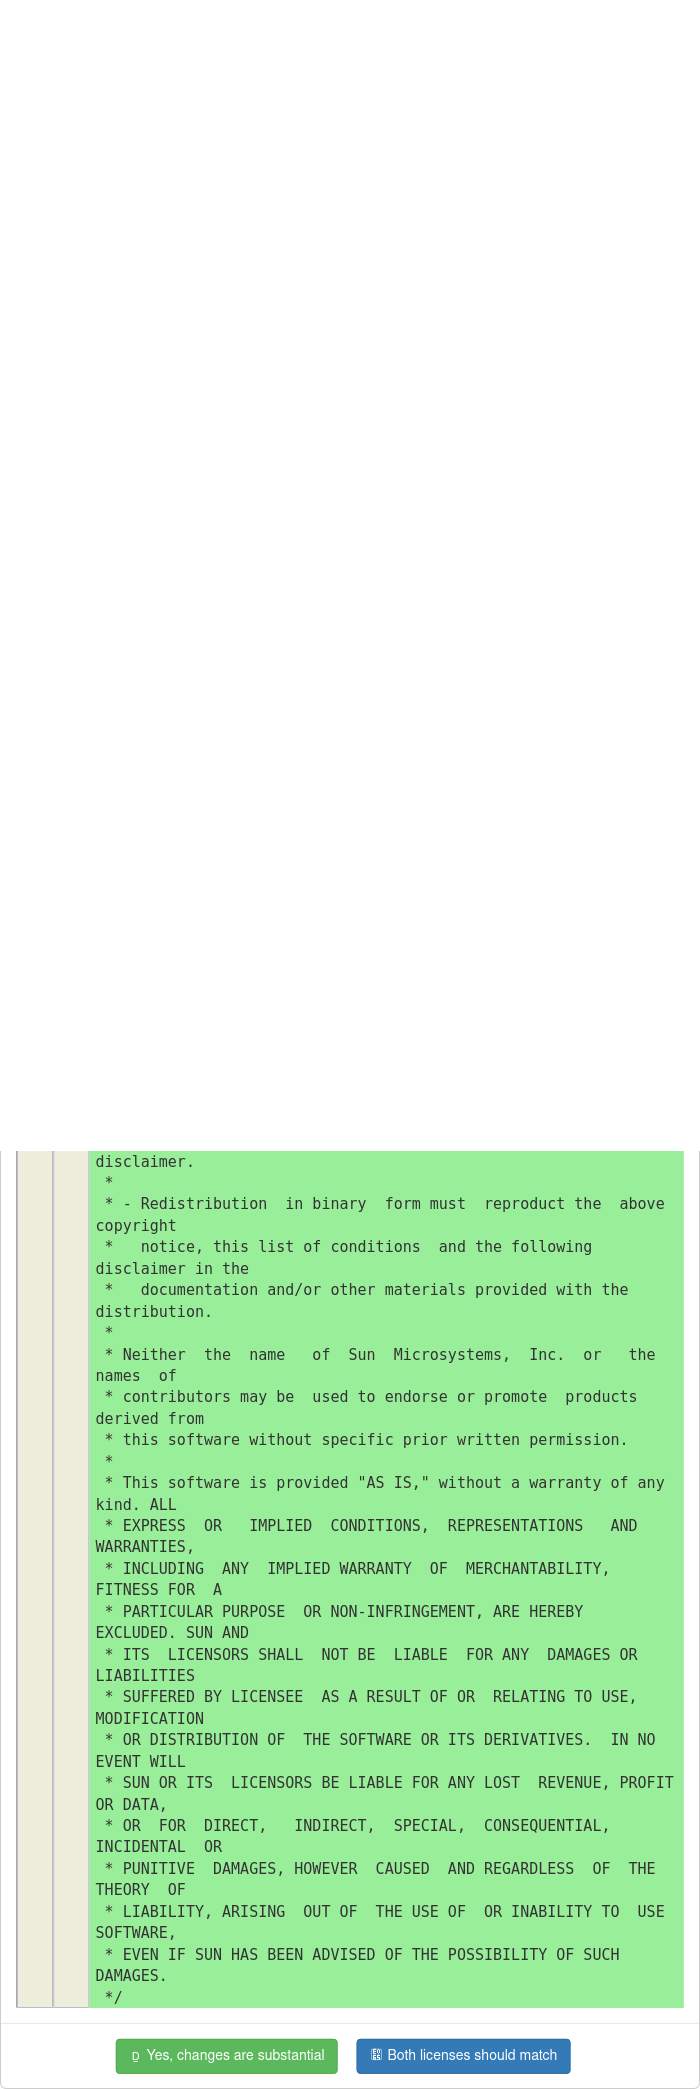 disclaimer.
 *
 * - Redistribution  in binary  form must  reproduce the  above
copyright
 *   notice, this list of conditions  and the following
disclaimer in the
 *   documentation and/or other materials provided with the
distribution.
 *
 * Neither  the  name   of  Sun  Microsystems,  Inc.  or   the
names  of
 * contributors may be  used to endorse or promote  products
derived from
 * this software without specific prior written permission.
 *
 * This software is provided "AS IS," without a warranty of any
kind. ALL
 * EXPRESS  OR   IMPLIED  CONDITIONS,  REPRESENTATIONS   AND
WARRANTIES,
 * INCLUDING  ANY  IMPLIED WARRANTY  OF  MERCHANTABILITY,
FITNESS FOR  A
 * PARTICULAR PURPOSE  OR NON-INFRINGEMENT, ARE HEREBY
EXCLUDED. SUN AND
 * ITS  LICENSORS SHALL  NOT BE  LIABLE  FOR ANY  DAMAGES OR
LIABILITIES
 * SUFFERED BY LICENSEE  AS A RESULT OF OR  RELATING TO USE,
MODIFICATION
 * OR DISTRIBUTION OF  THE SOFTWARE OR ITS DERIVATIVES.  IN NO
EVENT WILL
 * SUN OR ITS  LICENSORS BE LIABLE FOR ANY LOST  REVENUE, PROFIT
OR DATA,
 * OR  FOR  DIRECT,   INDIRECT,  SPECIAL,  CONSEQUENTIAL,
INCIDENTAL  OR
 * PUNITIVE  DAMAGES, HOWEVER  CAUSED  AND REGARDLESS  OF  THE
THEORY  OF
 * LIABILITY, ARISING  OUT OF  THE USE OF  OR INABILITY TO  USE
SOFTWARE,
 * EVEN IF SUN HAS BEEN ADVISED OF THE POSSIBILITY OF SUCH
DAMAGES.
 */
Yes, changes are substantial
Both licenses should match